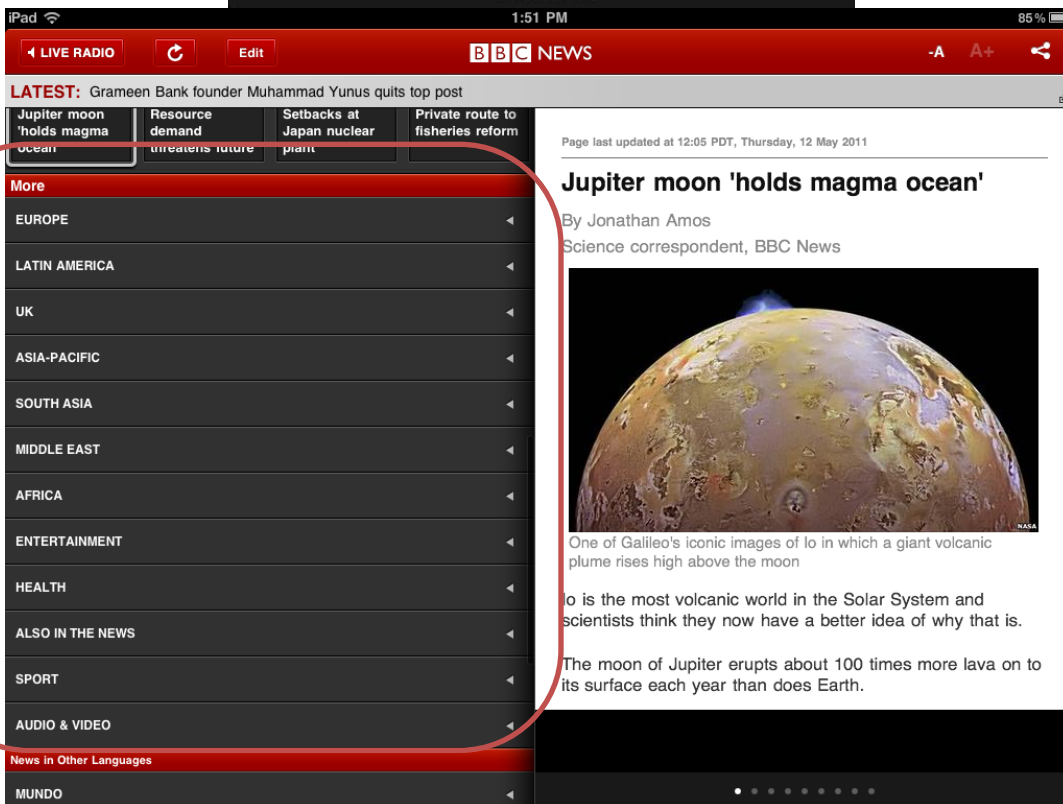 iPad 1:51 PM 85%
LIVE RADIO Edit BBC NEWS -A A+
LATEST: Grameen Bank founder Muhammad Yunus quits top post
Jupiter moon
'holds magma
ocean'
Resource
demand
threatens future
Setbacks at
Japan nuclear
plant
Private route to
fisheries reform
More
EUROPE
LATIN AMERICA
UK
ASIA-PACIFIC
SOUTH ASIA
MIDDLE EAST
AFRICA
ENTERTAINMENT
HEALTH
ALSO IN THE NEWS
SPORT
AUDIO & VIDEO
News in Other Languages
MUNDO
Page last updated at 12:05 PDT, Thursday, 12 May 2011
Jupiter moon 'holds magma ocean'
By Jonathan Amos
Science correspondent, BBC News
NASA
One of Galileo's iconic images of Io in which a giant volcanic
plume rises high above the moon
Io is the most volcanic world in the Solar System and
scientists think they now have a better idea of why that is.
The moon of Jupiter erupts about 100 times more lava on to
its surface each year than does Earth.